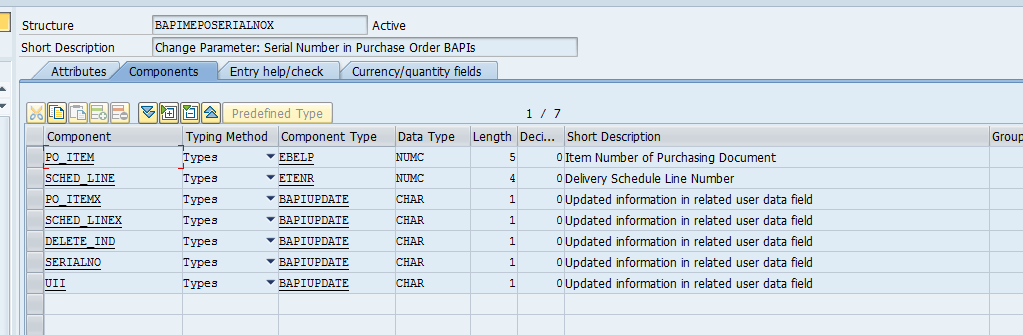 Structure BAPIMEPOSERIALNOX Active
Short Description Change Parameter: Serial Number in Purchase Order BAPIs
Attributes Components Entry help/check Currency/quantity fields
Predefined Type 1 / 7
Component Typing Method Component Type Data Type Length Deci... Short Description Group
PO_ITEM Types EBELP NUMC 5 0 Item Number of Purchasing Document
SCHED_LINE Types ETENR NUMC 4 0 Delivery Schedule Line Number
PO_ITEMX Types BAPIUPDATE CHAR 1 0 Updated information in related user data field
SCHED_LINEX Types BAPIUPDATE CHAR 1 0 Updated information in related user data field
DELETE_IND Types BAPIUPDATE CHAR 1 0 Updated information in related user data field
SERIALNO Types BAPIUPDATE CHAR 1 0 Updated information in related user data field
UII Types BAPIUPDATE CHAR 1 0 Updated information in related user data field